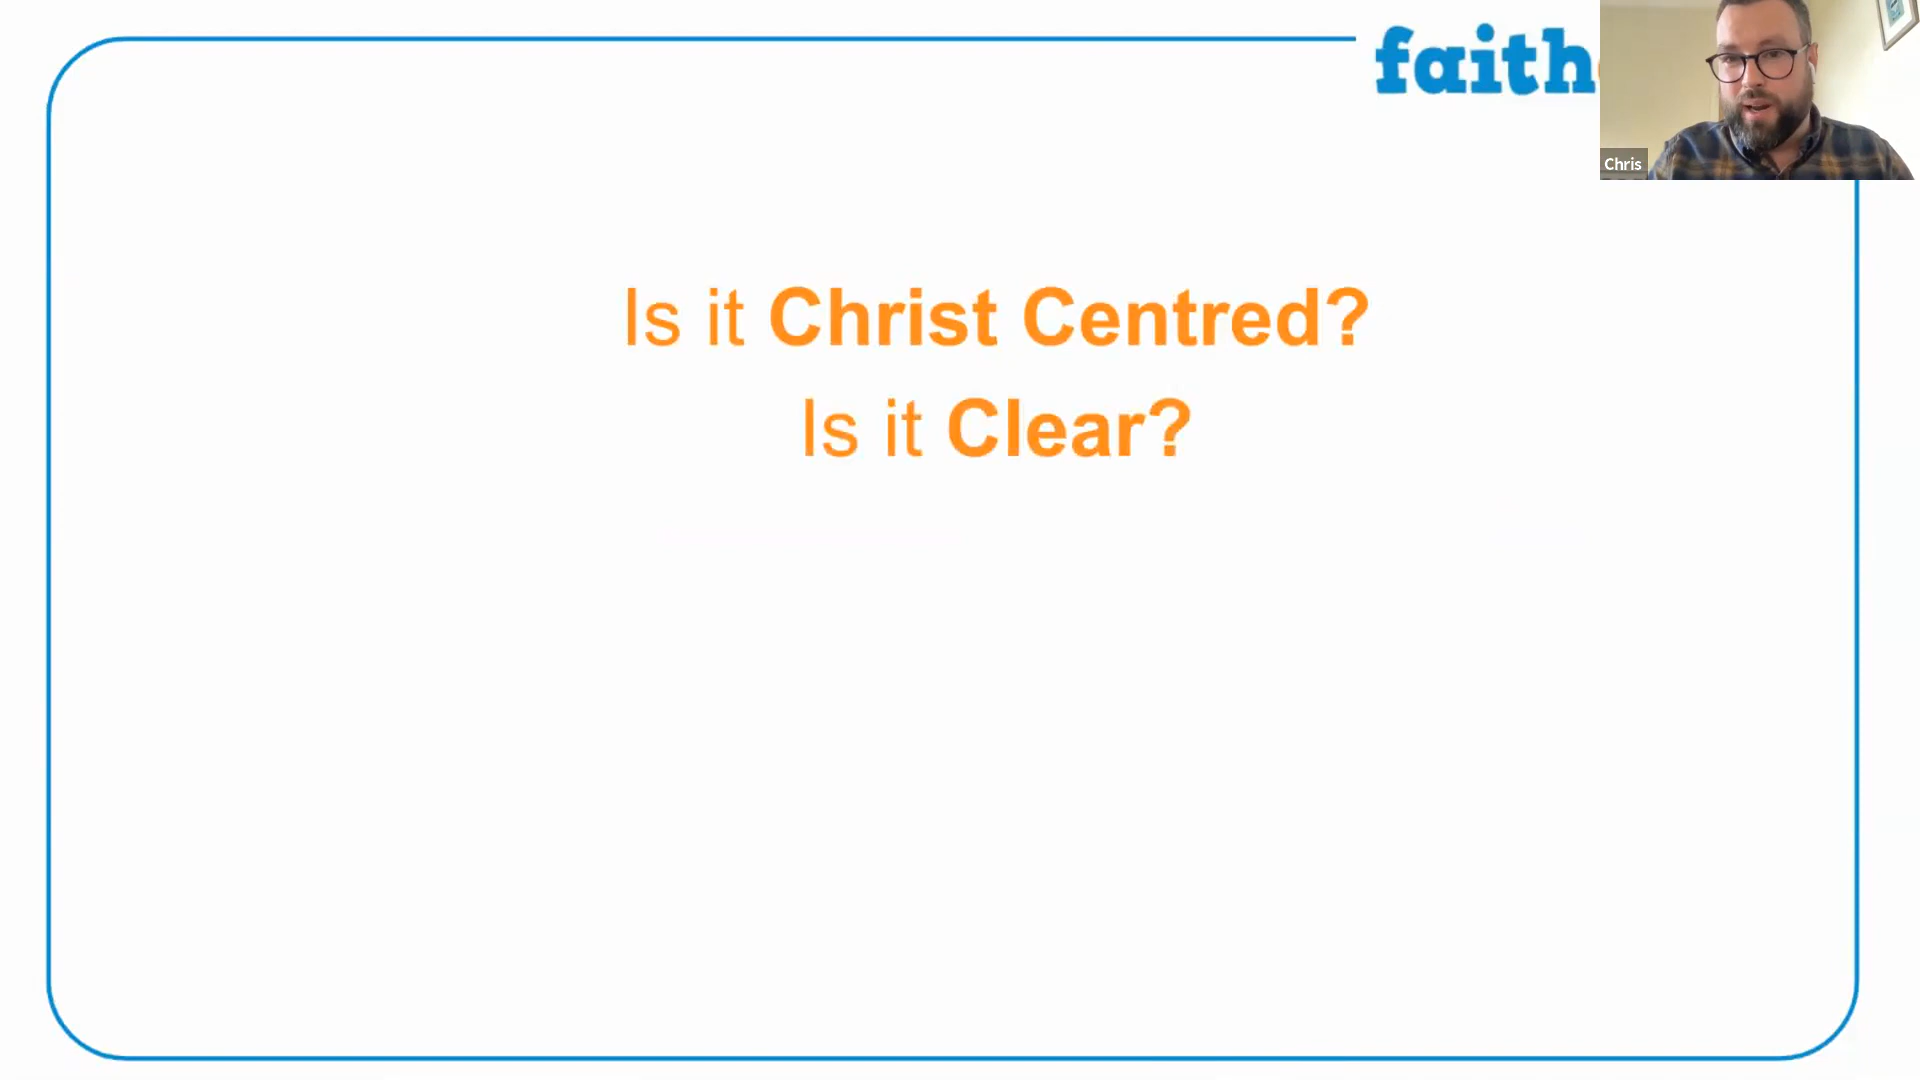 faith
Chris
Is it Christ Centred?
Is it Clear?